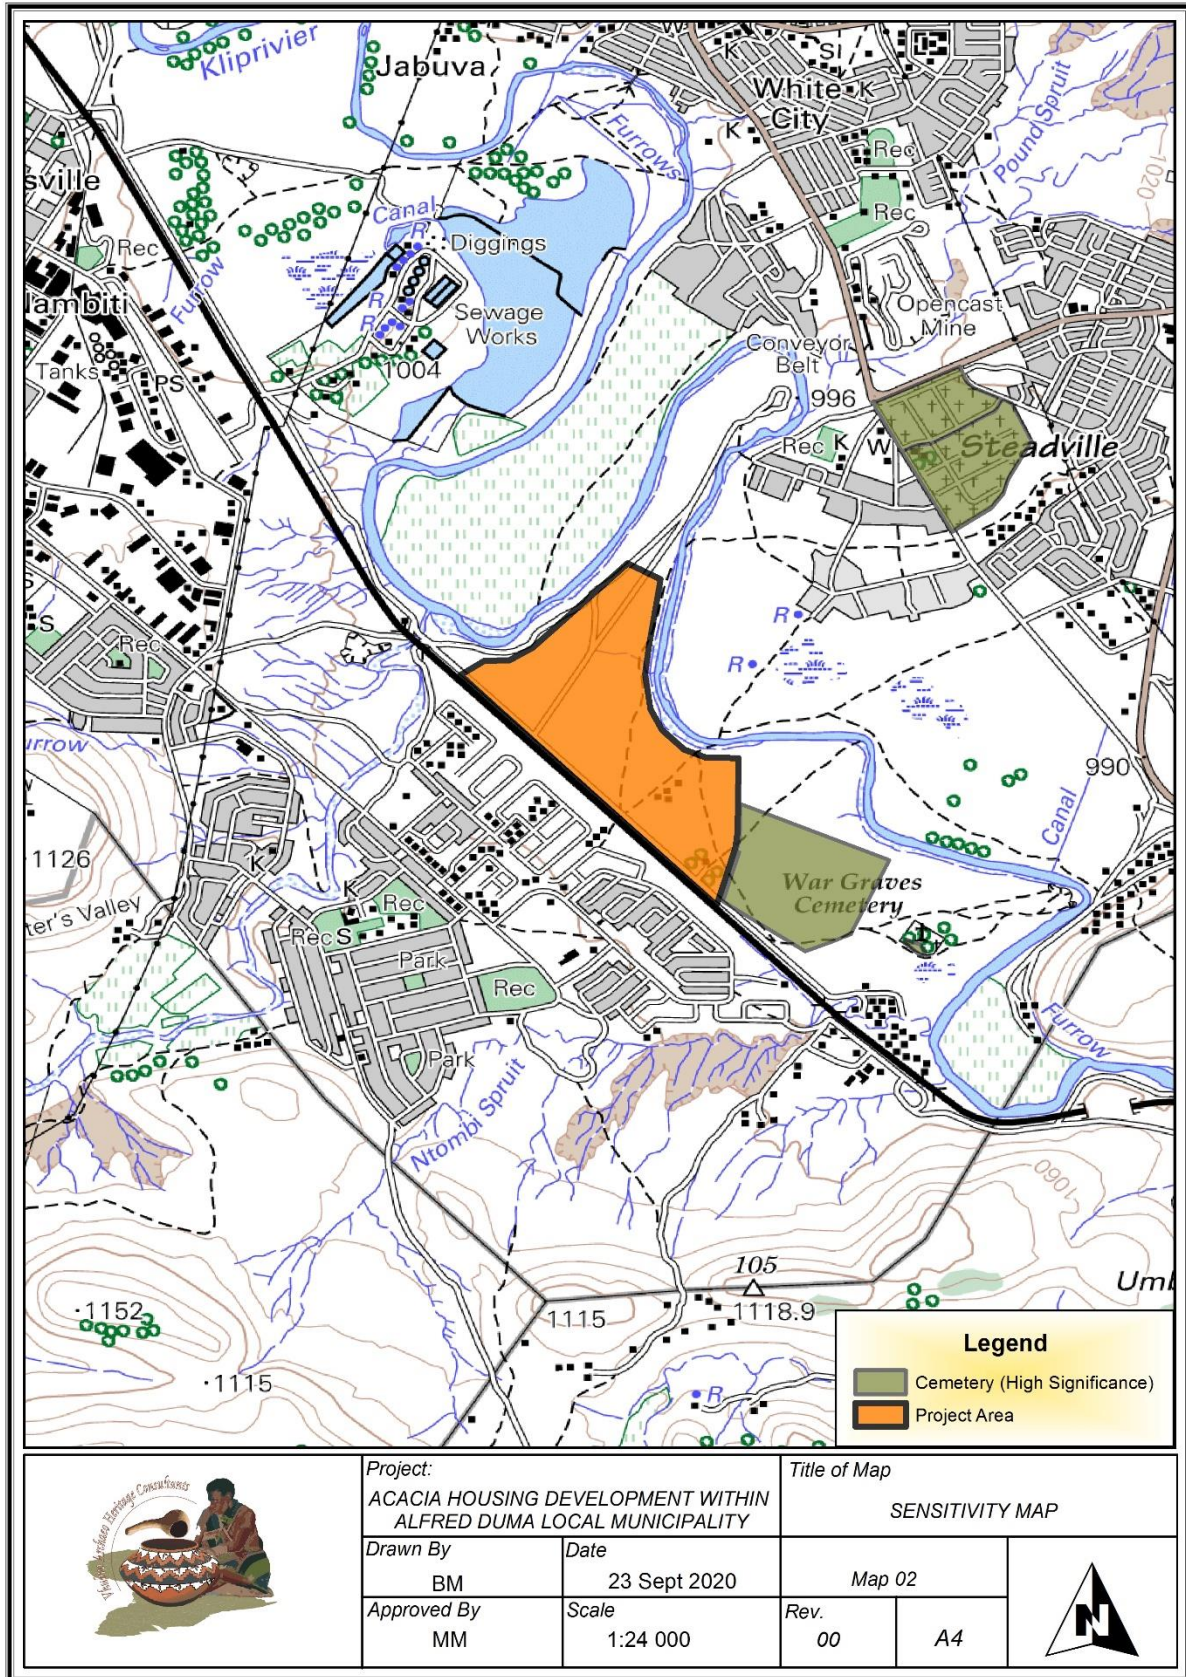 Kliprivier
Jabuva
White
City
W
K
S
K
K
Furrows
Pound Spruit
1020
Rec
Rec
sville
Rec
Canal
R
Diggings
R
R
Sewage
Works
Furrow
Opencast
Mine
Conveyor
Belt
Tanks
PS
1004
996
Rec
K
W
Steadville
S
S
Rec
R
R
990
Canal
1126
ter's Valley
K
K
Rec
Rec
S
Park
Rec
Park
War Graves
Cemetery
Furrow
Ntombi Spruit
1060
105
1118.9
1115
1152
1115
R
Legend
Cemetery (High Significance)
Project Area
Project:
ACACIA HOUSING DEVELOPMENT WITHIN
ALFRED DUMA LOCAL MUNICIPALITY
Title of Map
SENSITIVITY MAP
Drawn By
BM
Date
23 Sept 2020
Map 02
Approved By
MM
Scale
1:24 000
Rev.
00
A4
N